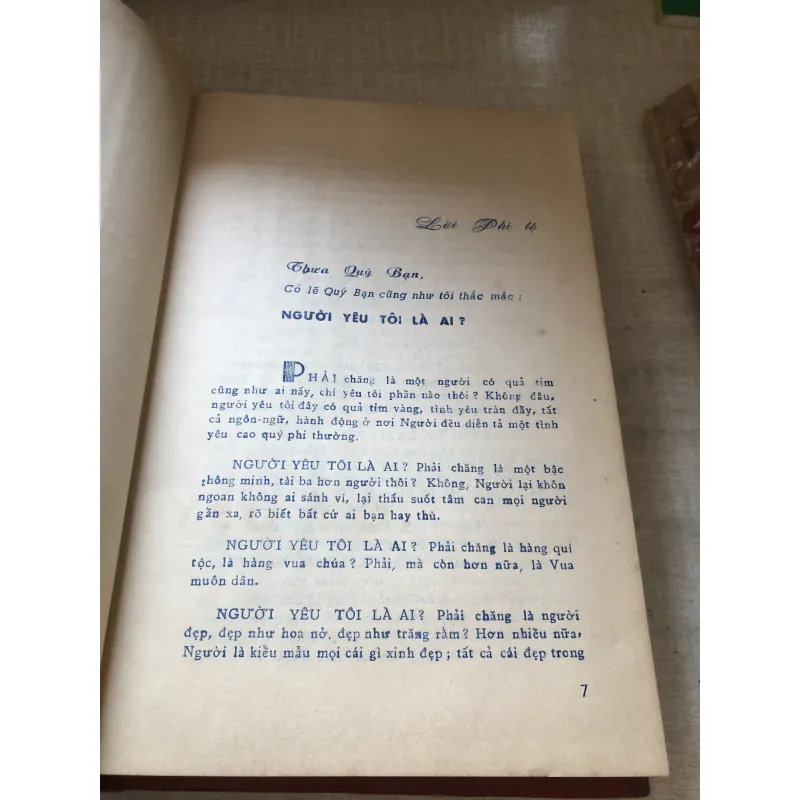 Lời Phi lộ
Thưa Quý Bạn,
Có lẽ Quý Bạn cũng như tôi thắc mắc :
NGƯỜI YÊU TÔI LÀ AI ?
PHẢI chăng là một người có quả tim
cũng như ai nấy, chỉ yêu tôi phần nào thôi ? Không đâu,
người yêu tôi đây có quả tim vàng, tình yêu tràn đầy, tất
cả ngôn-ngữ, hành động ở nơi Người đều diễn tả một tình
yêu cao quý phi thường.
NGƯỜI YÊU TÔI LÀ AI ? Phải chăng là một bậc
thông minh, tài ba hơn người thôi ? Không, Người lại khôn
ngoan không ai sánh ví, lại thấu suốt tâm can mọi người
gần xa, rõ biết bất cứ ai bạn hay thù.
NGƯỜI YÊU TÔI LÀ AI ? Phải chăng là hàng quí
tộc, là hàng vua chúa ? Phải, mà còn hơn nữa, là Vua
muôn dân.
NGƯỜI YÊU TÔI LÀ AI ? Phải chăng là người
đẹp, đẹp như hoa nở, đẹp như trăng rằm ? Hơn nhiều nữa,
Người là kiểu mẫu mọi cái gì xinh đẹp ; tất cả cái đẹp trong
7